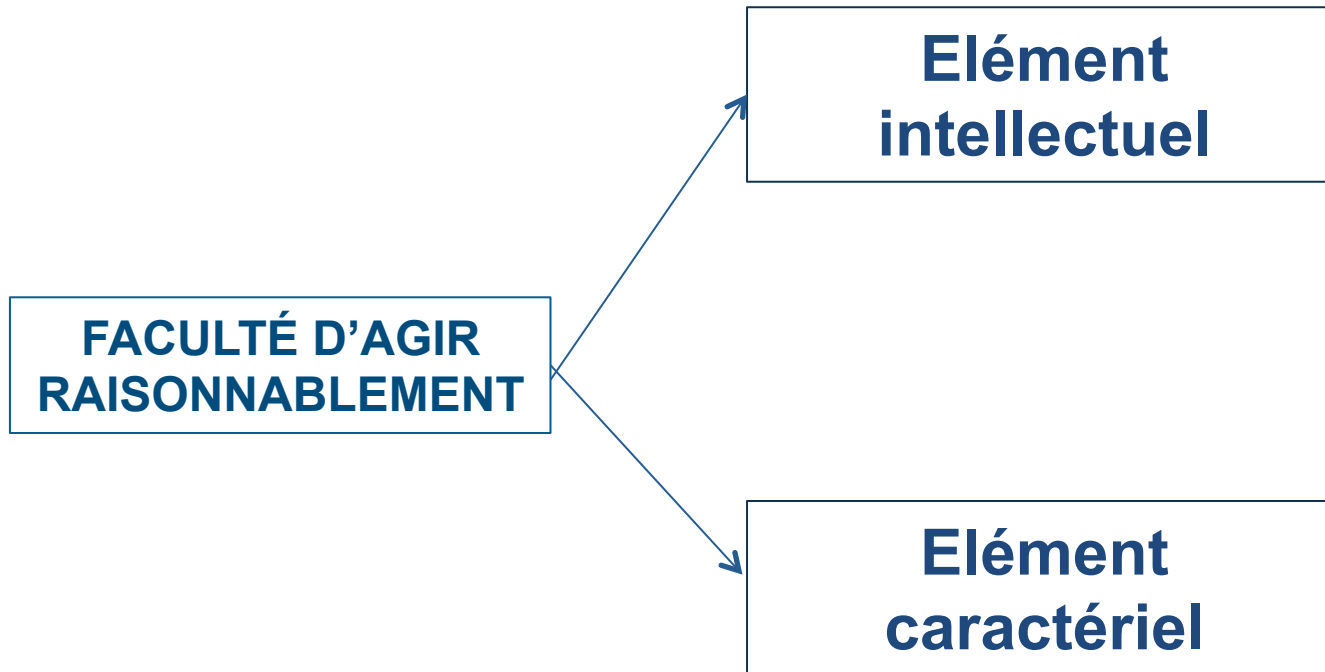 Elément
intellectuel
FACULTÉ D’AGIR
RAISONNABLEMENT
Elément
caractériel